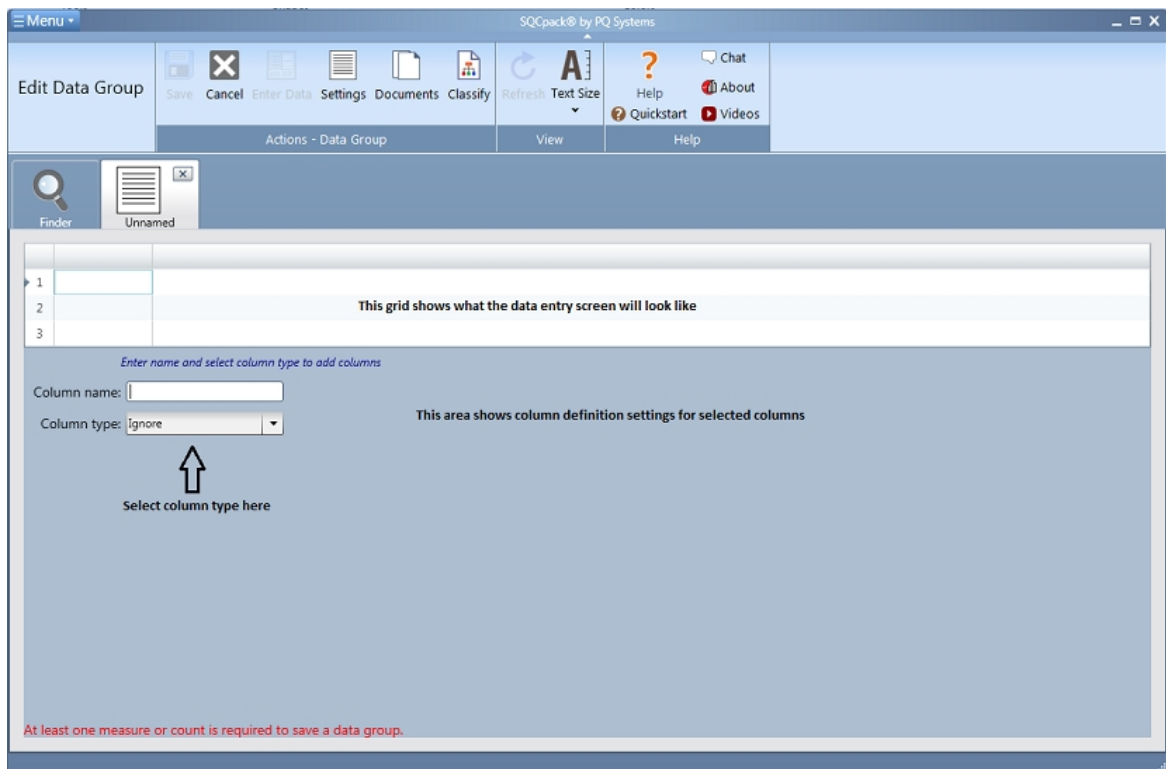 Menu
SQCpack® by PQ Systems
Edit Data Group
Save
Cancel
Enter Data
Settings
Documents
Classify
Refresh
Text Size
Help
Quickstart
Chat
About
Videos
Actions - Data Group
View
Help
Finder
Unnamed
1
2
This grid shows what the data entry screen will look like
3
Enter name and select column type to add columns
Column name:
This area shows column definition settings for selected columns
Column type: Ignore
Select column type here
At least one measure or count is required to save a data group.